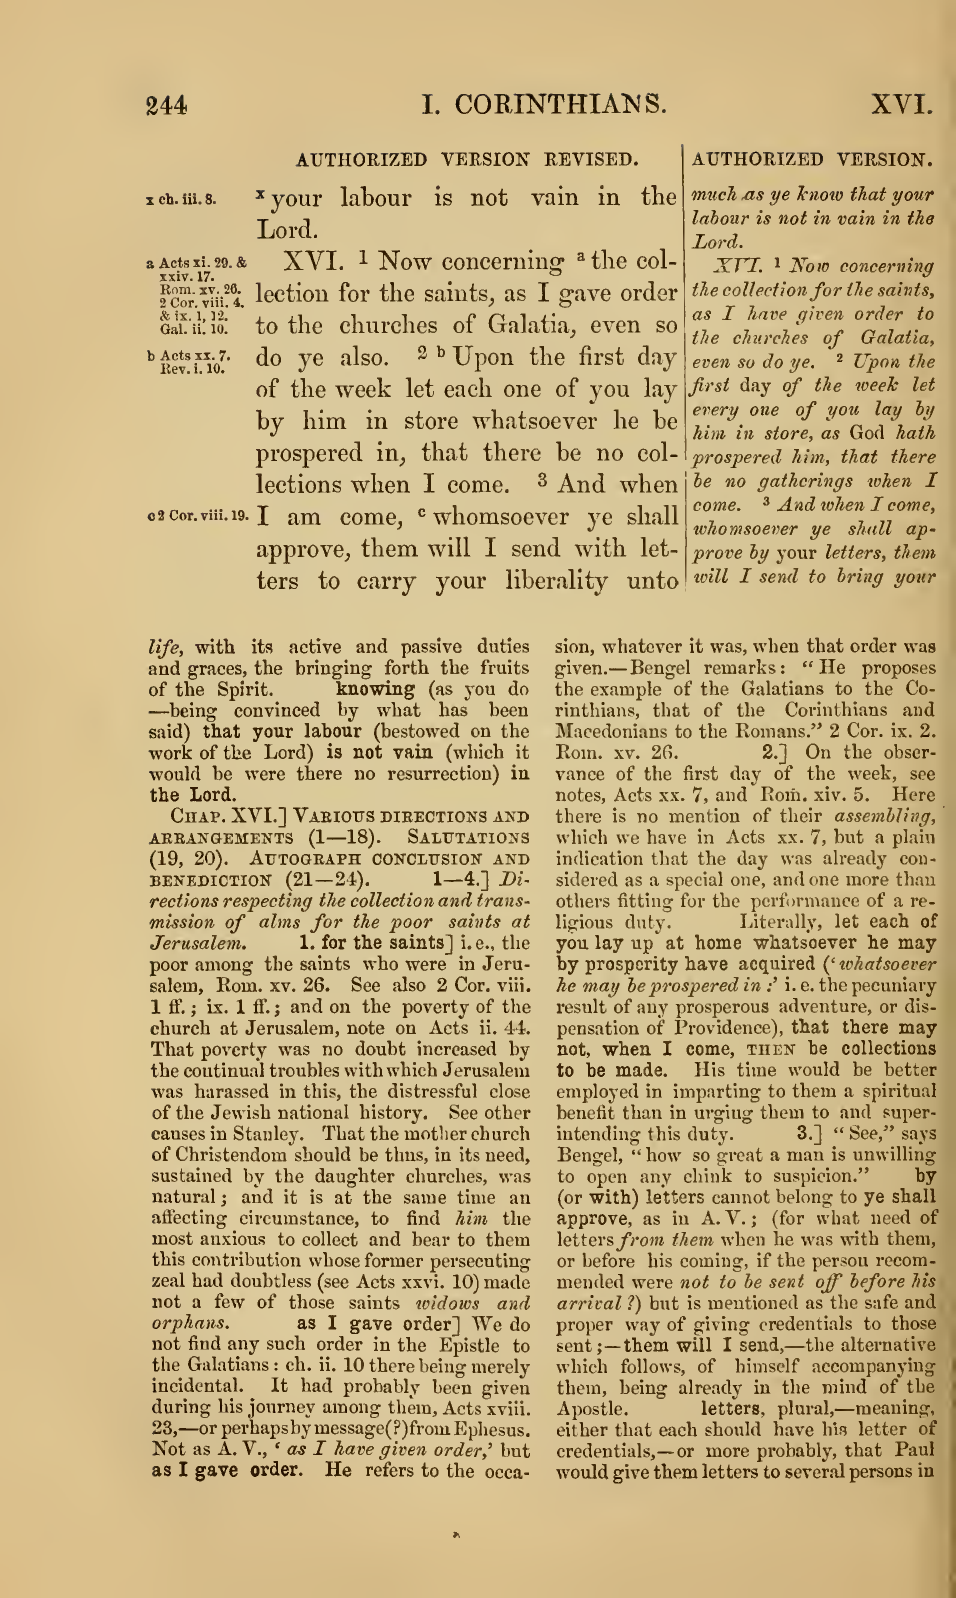 244 I. CORINTHIANS. XVI.
AUTHORIZED VERSION REVISED.
x ch. iii. 8.
x your labour is not vain in the
Lord.
a Acts xi. 29. &
xxiv. 17.
Rom. xv. 26.
2 Cor. viii. 4.
& ix. 1, 12.
Gal. ii. 10.
b Acts xx. 7.
Rev. i. 10.
XVI. 1 Now concerning a the col-
lection for the saints, as I gave order
to the churches of Galatia, even so
do ye also. 2 b Upon the first day
of the week let each one of you lay
by him in store whatsoever he be
prospered in, that there be no col-
lections when I come. 3 And when
c 2 Cor. viii. 19.
I am come, c whomsoever ye shall
approve, them will I send with let-
ters to carry your liberality unto
AUTHORIZED VERSION.
much as ye know that your
labour is not in vain in the
Lord.
XVI. 1 Now concerning
the collection for the saints,
as I have given order to
the churches of Galatia,
even so do ye. 2 Upon the
first day of the week let
every one of you lay by
him in store, as God hath
prospered him, that there
be no gatherings when I
come. 3 And when I come,
whomsoever ye shall ap-
prove by your letters, them
will I send to bring your
life, with its active and passive duties
and graces, the bringing forth the fruits
of the Spirit. knowing (as you do
—being convinced by what has been
said) that your labour (bestowed on the
work of the Lord) is not vain (which it
would be were there no resurrection) in
the Lord.
CHAP. XVI.] VARIOUS DIRECTIONS AND
ARRANGEMENTS (1—18). SALUTATIONS
(19, 20). AUTOGRAPH CONCLUSION AND
BENEDICTION (21—24). 1—4.] Di-
rections respecting the collection and trans-
mission of alms for the poor saints at
Jerusalem. 1. for the saints] i. e., the
poor among the saints who were in Jeru-
salem, Rom. xv. 26. See also 2 Cor. viii.
1 ff.; ix. 1 ff.; and on the poverty of the
church at Jerusalem, note on Acts ii. 44.
That poverty was no doubt increased by
the continual troubles with which Jerusalem
was harassed in this, the distressful close
of the Jewish national history. See other
causes in Stanley. That the mother church
of Christendom should be thus, in its need,
sustained by the daughter churches, was
natural; and it is at the same time an
affecting circumstance, to find him the
most anxious to collect and bear to them
this contribution whose former persecuting
zeal had doubtless (see Acts xxvi. 10) made
not a few of those saints widows and
orphans. as I gave order] We do
not find any such order in the Epistle to
the Galatians: ch. ii. 10 there being merely
incidental. It had probably been given
during his journey among them, Acts xviii.
23,—or perhaps by message(?) from Ephesus.
Not as A. V., ‘as I have given order,’ but
as I gave order. He refers to the occa-
sion, whatever it was, when that order was
given.—Bengel remarks: “He proposes
the example of the Galatians to the Co-
rinthians, that of the Corinthians and
Macedonians to the Romans.” 2 Cor. ix. 2.
Rom. xv. 26. 2.] On the obser-
vance of the first day of the week, see
notes, Acts xx. 7, and Rom. xiv. 5. Here
there is no mention of their assembling,
which we have in Acts xx. 7, but a plain
indication that the day was already con-
sidered as a special one, and one more than
others fitting for the performance of a re-
ligious duty. Literally, let each of
you lay up at home whatsoever he may
by prosperity have acquired (‘whatsoever
he may be prospered in:’ i. e. the pecuniary
result of any prosperous adventure, or dis-
pensation of Providence), that there may
not, when I come, THEN be collections
to be made. His time would be better
employed in imparting to them a spiritual
benefit than in urging them to and super-
intending this duty. 3.] “See,” says
Bengel, “how so great a man is unwilling
to open any chink to suspicion.” by
(or with) letters cannot belong to ye shall
approve, as in A. V.; (for what need of
letters from them when he was with them,
or before his coming, if the person recom-
mended were not to be sent off before his
arrival?) but is mentioned as the safe and
proper way of giving credentials to those
sent;—them will I send,—the alternative
which follows, of himself accompanying
them, being already in the mind of the
Apostle. letters, plural,—meaning,
either that each should have his letter of
credentials,—or more probably, that Paul
would give them letters to several persons in